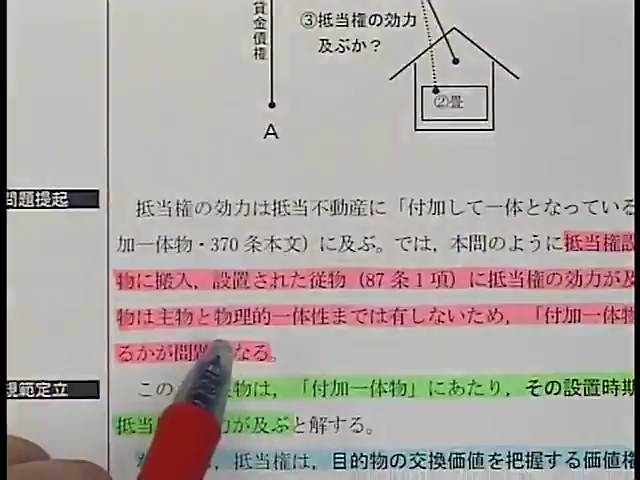 貸金債権
③抵当権の効力
及ぶか？
②畳
A
問題提起
抵当権の効力は抵当不動産に「付加して一体となっている
加一体物・370条本文）に及ぶ。では，本問のように抵当権設
物に搬入，設置された従物（87条1項）に抵当権の効力が及
物は主物と物理的一体性までは有しないため，「付加一体物
るかが問題となる。
規範定立
この 物は，「付加一体物」にあたり，その設置時期
抵当 力が及ぶと解する。
，抵当権は，目的物の交換価値を把握する価値権